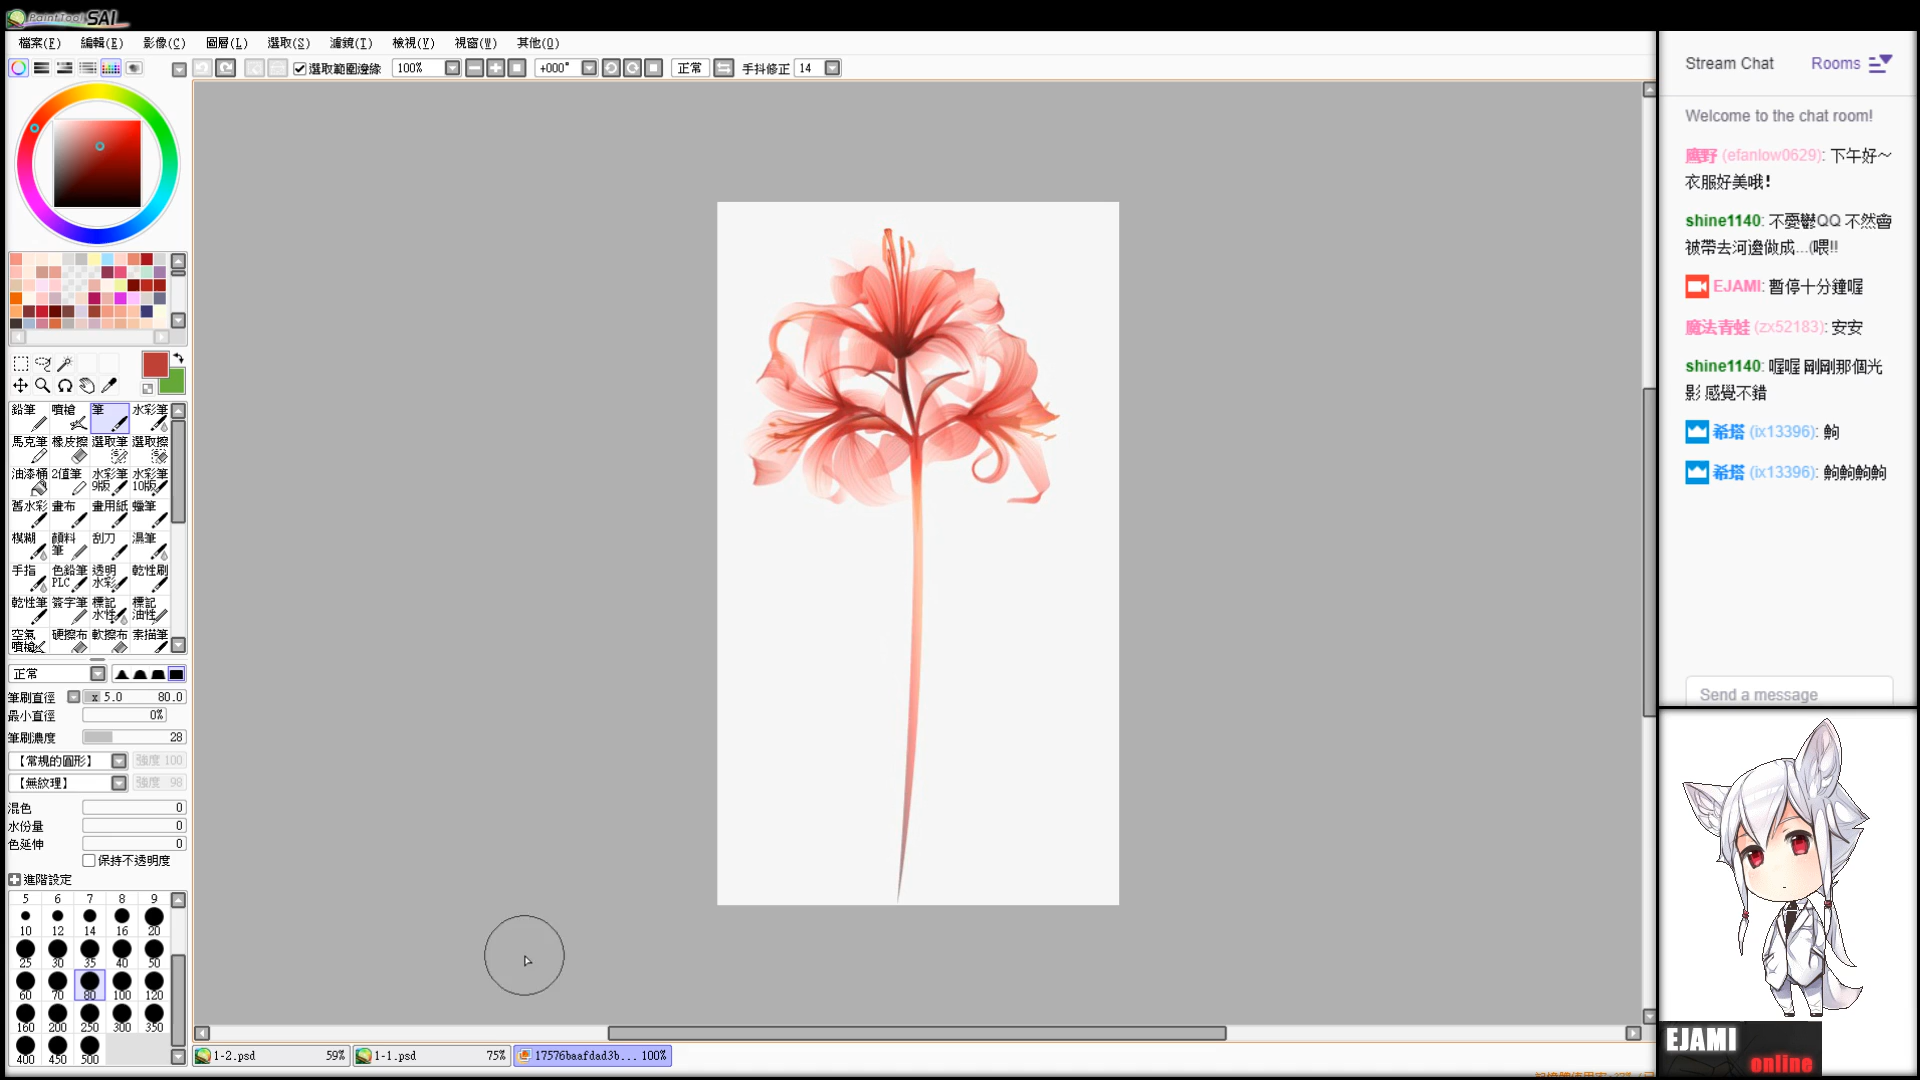 PaintTool SAI
檔案(F) 編輯(E) 影像(C) 圖層(L) 選取(S) 濾鏡(T) 檢視(V) 視窗(W) 其他(O)
選取範圍邊緣 100% +000° 正常 手抖修正 14
鉛筆 噴槍 筆 水彩筆
馬克筆 橡皮擦 選取筆 選取擦
油漆桶 2值筆 水彩筆 9版 水彩筆 10版
舊水彩 畫布 畫用紙 蠟筆
模糊 顏料筆 刮刀 濕筆
手指 色鉛筆 PLC 透明水彩 乾性刷
乾性筆 簽字筆 標記水性 標記油性
空氣噴槍 硬擦布 軟擦布 素描筆
正常
筆刷直徑 x 5.0 80.0
最小直徑 0%
筆刷濃度 28
【常規的圓形】 強度 100
【無紋理】 強度 98
混色 0
水份量 0
色延伸 0
保持不透明度
進階設定
5 6 7 8 9
10 12 14 16 20
25 30 35 40 50
60 70 80 100 120
160 200 250 300 350
400 450 500
1-2.psd 59% 1-1.psd 75% 17576baafdad3b... 100%
Stream Chat Rooms
Welcome to the chat room!
鷹野 (efanlow0629): 下午好～
衣服好美哦!
shine1140: 不憂鬱QQ 不然會
被帶去河邊做成...(喂!!
EJAMI: 暫停十分鐘喔
魔法青蛙 (zx52183): 安安
shine1140: 喔喔 剛剛那個光
影 感覺不錯
希塔 (ix13396): 齁
希塔 (ix13396): 齁齁齁齁
Send a message
EJAMI
online